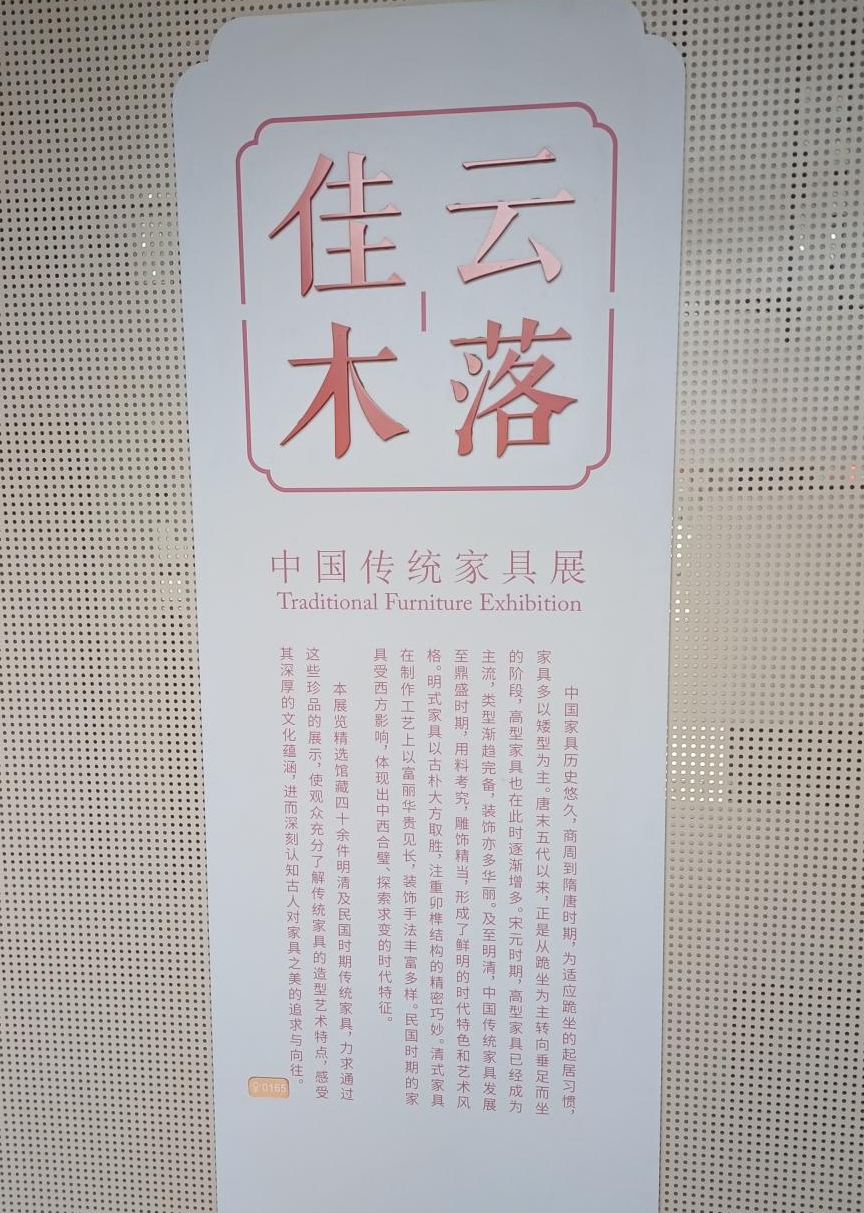 云落
佳木
中国传统家具展
Traditional Furniture Exhibition
中国家具历史悠久，商周到隋唐时期，为适应跪坐的起居习惯，
家具多以矮型为主。唐末五代以来，正是从跪坐为主转向垂足而坐
的阶段，高型家具也在此时逐渐增多。宋元时期，高型家具已经成为
主流，类型渐趋完备，装饰亦多华丽。及至明清，中国传统家具发展
至鼎盛时期，用料考究，雕饰精当，形成了鲜明的时代特色和艺术风
格。明式家具以古朴大方取胜，注重卯榫结构的精密巧妙。清式家具
在制作工艺上以富丽华贵见长，装饰手法丰富多样。民国时期的家
具受西方影响，体现出中西合璧、探索求变的时代特征。
本展览精选馆藏四十余件明清及民国时期传统家具，力求通过
这些珍品的展示，使观众充分了解传统家具的造型艺术特点，感受
其深厚的文化蕴涵，进而深刻认知古人对家具之美的追求与向往。
0165